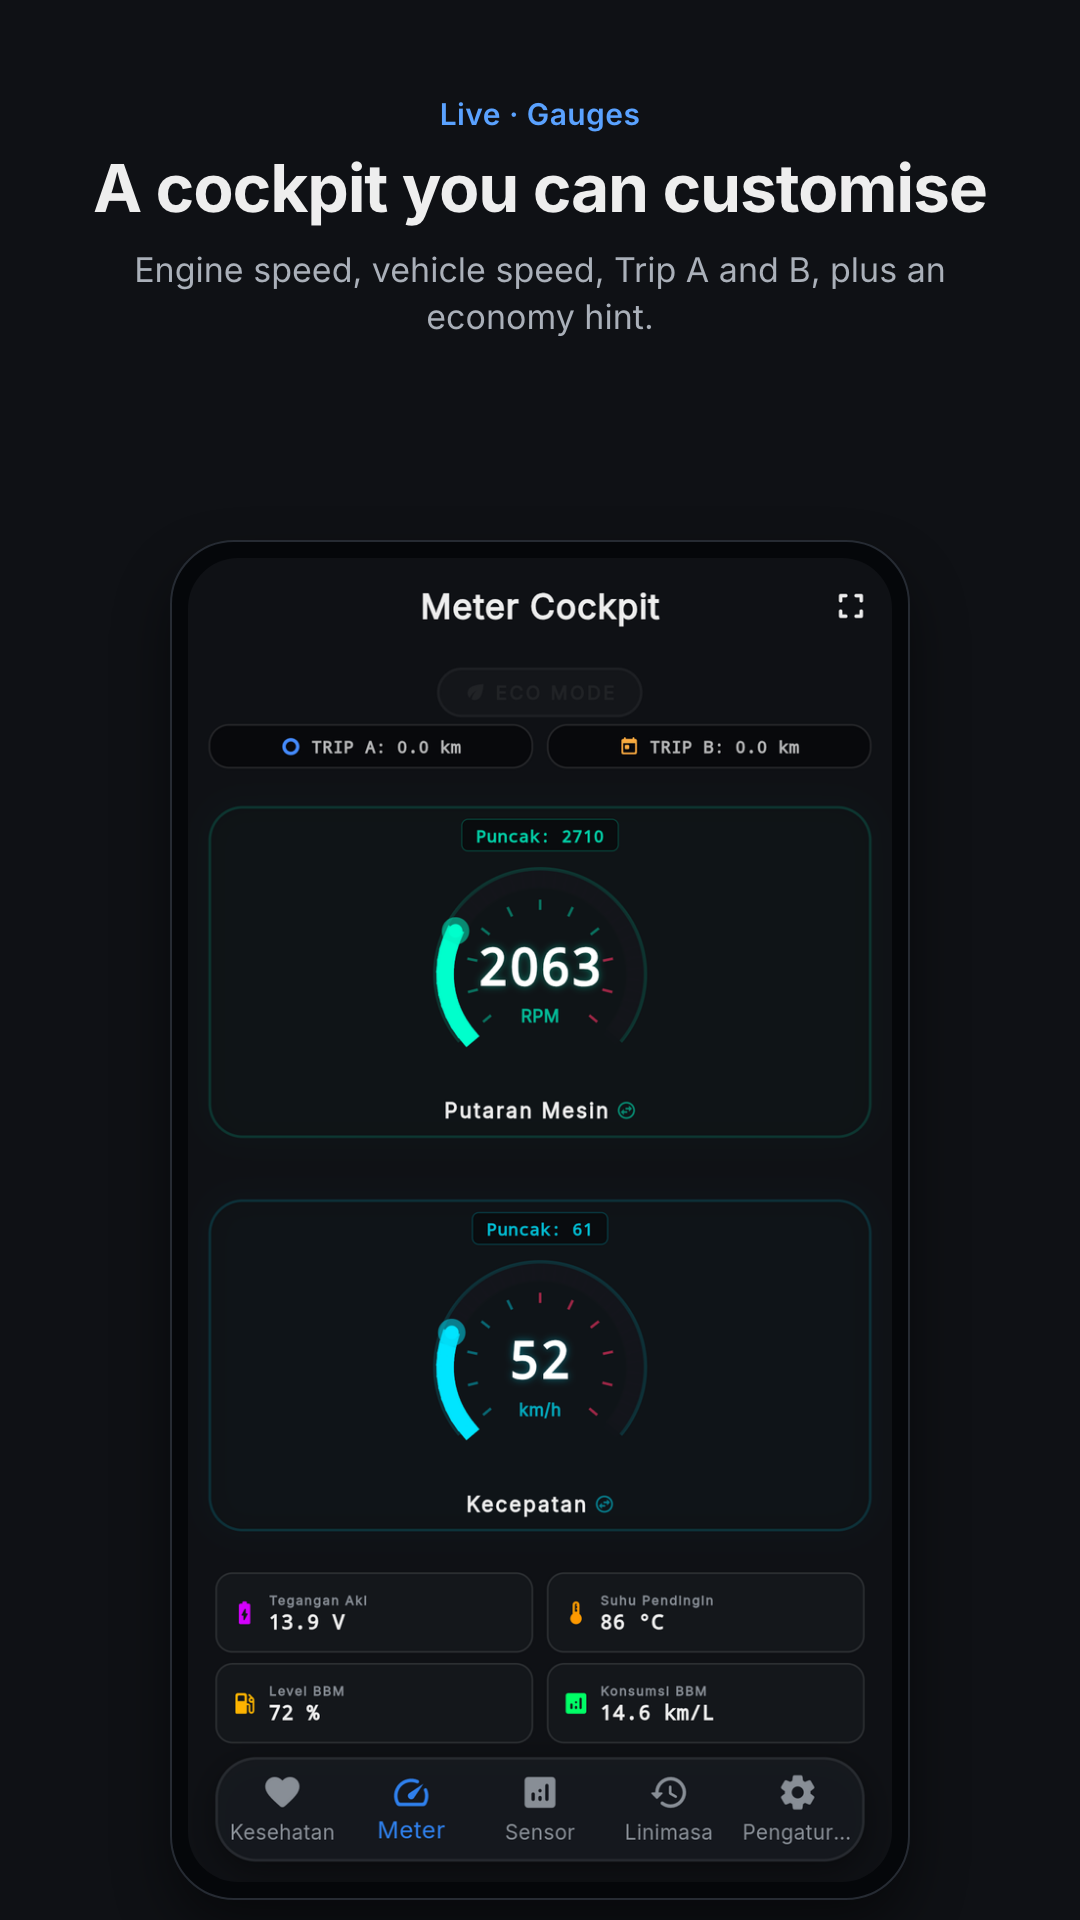 Live · Gauges
A cockpit you can customise
Engine speed, vehicle speed, Trip A and B, plus an
economy hint.
Meter Cockpit
ECO MODE
TRIP A: 0.0 km
TRIP B: 0.0 km
Puncak: 2710
2063
RPM
Putaran Mesin
Puncak: 61
52
km/h
Kecepatan
Tegangan Aki
13.9 V
Suhu Pendingin
86 °C
Level BBM
72 %
Konsumsi BBM
14.6 km/L
Kesehatan
Meter
Sensor
Linimasa
Pengatur...